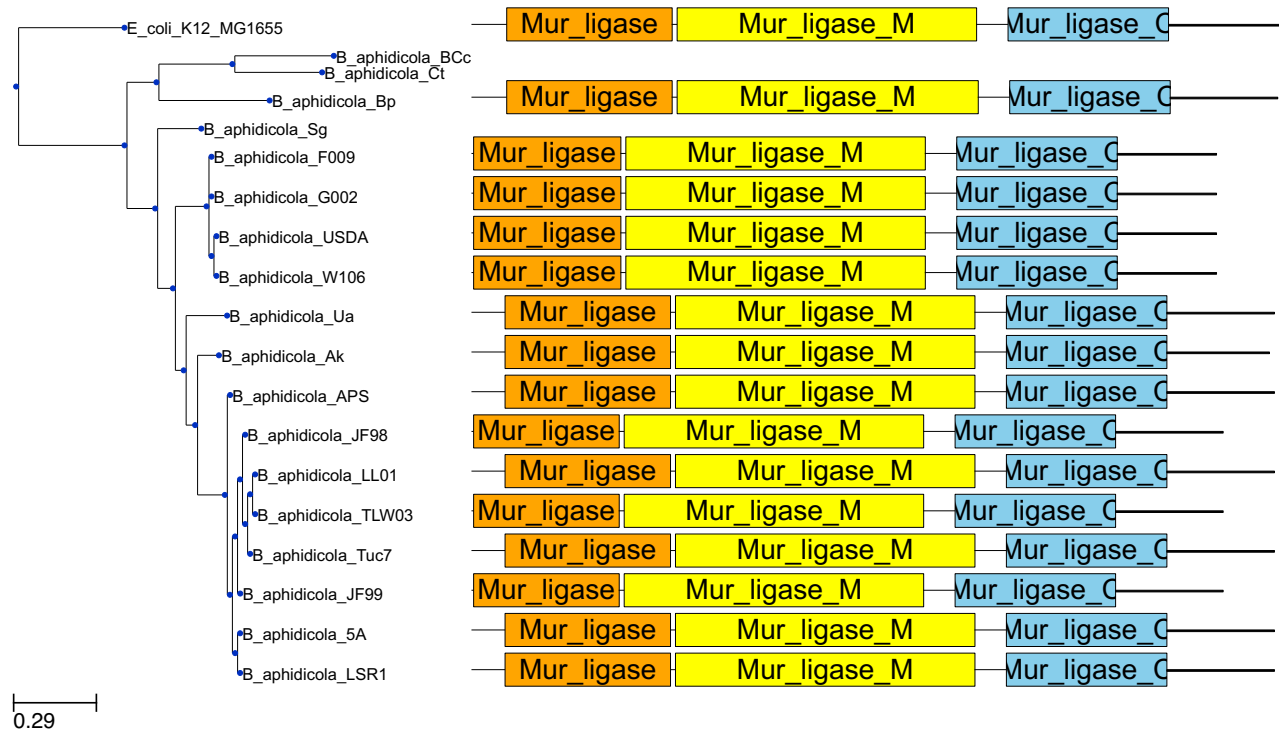 E_coli_K12_MG1655 Mur_ligase Mur_ligase_M Mur_ligase_C
B_aphidicola_BCc
B_aphidicola_Ct
B_aphidicola_Bp Mur_ligase Mur_ligase_M Mur_ligase_C
B_aphidicola_Sg
B_aphidicola_F009 Mur_ligase Mur_ligase_M Mur_ligase_C
B_aphidicola_G002 Mur_ligase Mur_ligase_M Mur_ligase_C
B_aphidicola_USDA Mur_ligase Mur_ligase_M Mur_ligase_C
B_aphidicola_W106 Mur_ligase Mur_ligase_M Mur_ligase_C
B_aphidicola_Ua Mur_ligase Mur_ligase_M Mur_ligase_C
B_aphidicola_Ak Mur_ligase Mur_ligase_M Mur_ligase_C
B_aphidicola_APS Mur_ligase Mur_ligase_M Mur_ligase_C
B_aphidicola_JF98 Mur_ligase Mur_ligase_M Mur_ligase_C
B_aphidicola_LL01 Mur_ligase Mur_ligase_M Mur_ligase_C
B_aphidicola_TLW03 Mur_ligase Mur_ligase_M Mur_ligase_C
B_aphidicola_Tuc7 Mur_ligase Mur_ligase_M Mur_ligase_C
B_aphidicola_JF99 Mur_ligase Mur_ligase_M Mur_ligase_C
B_aphidicola_5A Mur_ligase Mur_ligase_M Mur_ligase_C
B_aphidicola_LSR1 Mur_ligase Mur_ligase_M Mur_ligase_C
0.29